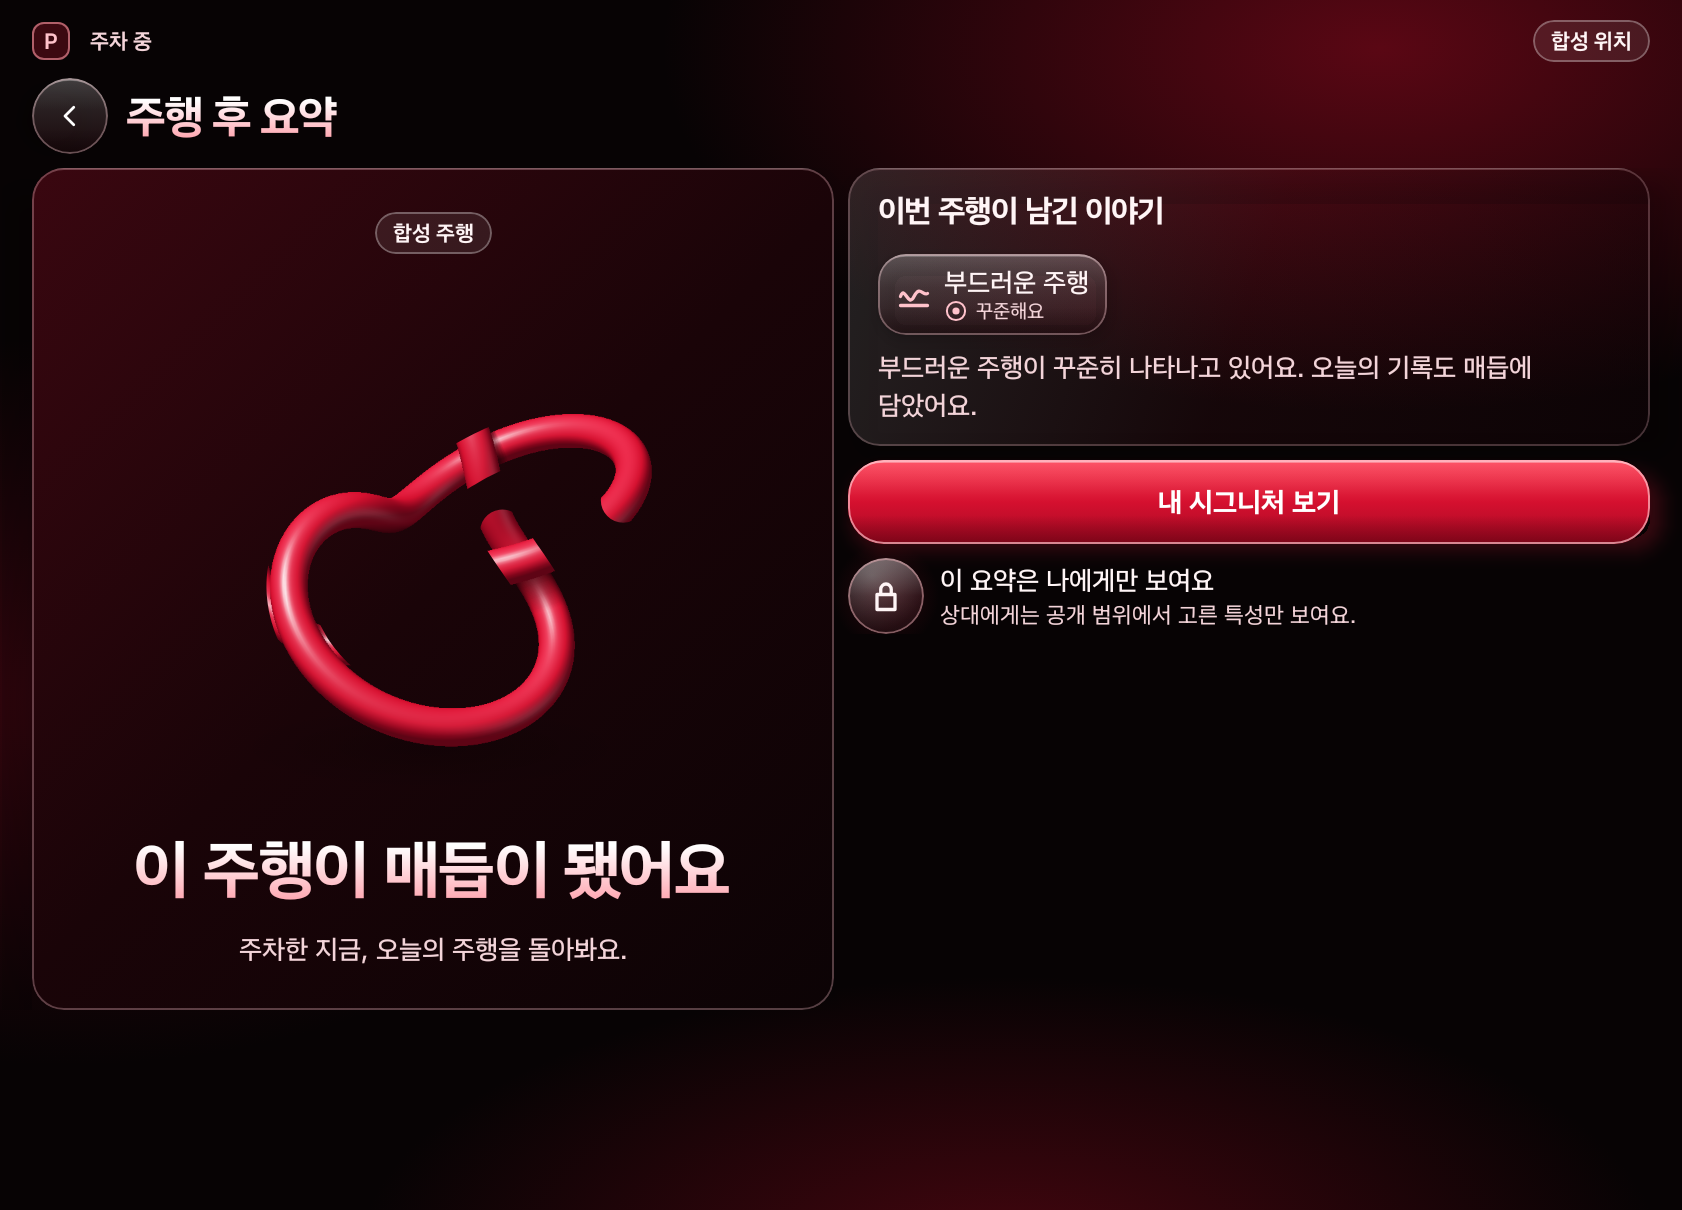 P 주차 중
합성 위치
주행 후 요약
합성 주행
이 주행이 매듭이 됐어요
주차한 지금, 오늘의 주행을 돌아봐요.
이번 주행이 남긴 이야기
부드러운 주행
꾸준해요
부드러운 주행이 꾸준히 나타나고 있어요. 오늘의 기록도 매듭에
담았어요.
내 시그니처 보기
이 요약은 나에게만 보여요
상대에게는 공개 범위에서 고른 특성만 보여요.